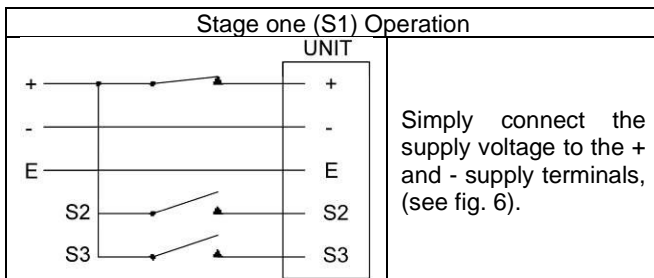 Stage one (S1) Operation
UNIT
+ +
- -
E E
S2 S2
S3 S3
Simply connect the
supply voltage to the +
and - supply terminals,
(see fig. 6).